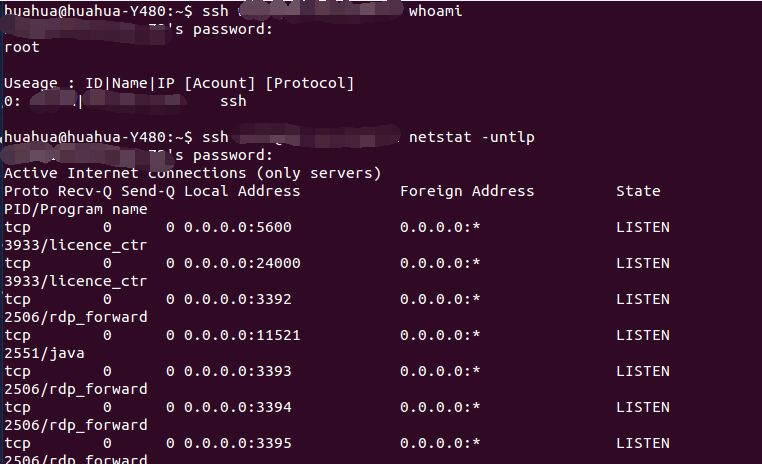 huahua@huahua-Y480:~$ ssh whoami
's password:
root
Useage : ID|Name|IP [Acount] [Protocol]
0: | ssh
huahua@huahua-Y480:~$ ssh netstat -untlp
's password:
Active Internet connections (only servers)
Proto Recv-Q Send-Q Local Address Foreign Address State
PID/Program name
tcp 0 0 0.0.0.0:5600 0.0.0.0:* LISTEN
3933/licence_ctr
tcp 0 0 0.0.0.0:24000 0.0.0.0:* LISTEN
3933/licence_ctr
tcp 0 0 0.0.0.0:3392 0.0.0.0:* LISTEN
2506/rdp_forward
tcp 0 0 0.0.0.0:11521 0.0.0.0:* LISTEN
2551/java
tcp 0 0 0.0.0.0:3393 0.0.0.0:* LISTEN
2506/rdp_forward
tcp 0 0 0.0.0.0:3394 0.0.0.0:* LISTEN
2506/rdp_forward
tcp 0 0 0.0.0.0:3395 0.0.0.0:* LISTEN
2506/rdp_forward